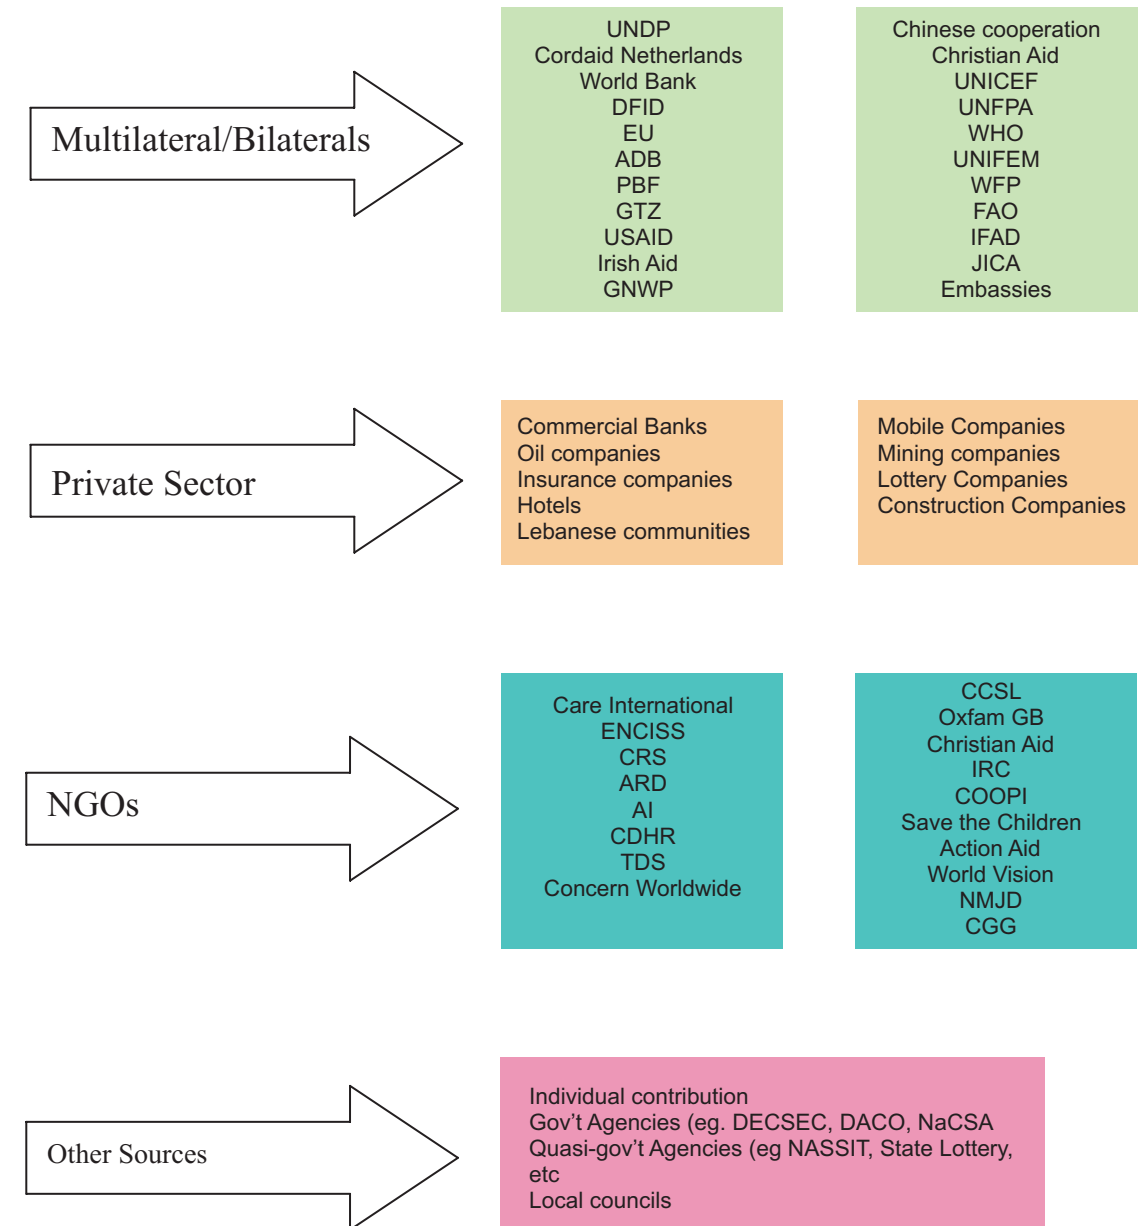 Multilateral/Bilaterals
UNDP
Cordaid Netherlands
World Bank
DFID
EU
ADB
PBF
GTZ
USAID
Irish Aid
GNWP
Chinese cooperation
Christian Aid
UNICEF
UNFPA
WHO
UNIFEM
WFP
FAO
IFAD
JICA
Embassies
Private Sector
Commercial Banks
Oil companies
Insurance companies
Hotels
Lebanese communities
Mobile Companies
Mining companies
Lottery Companies
Construction Companies
NGOs
Care International
ENCISS
CRS
ARD
AI
CDHR
TDS
Concern Worldwide
CCSL
Oxfam GB
Christian Aid
IRC
COOPI
Save the Children
Action Aid
World Vision
NMJD
CGG
Other Sources
Individual contribution
Gov't Agencies (eg. DECSEC, DACO, NaCSA
Quasi-gov't Agencies (eg NASSIT, State Lottery,
etc
Local councils